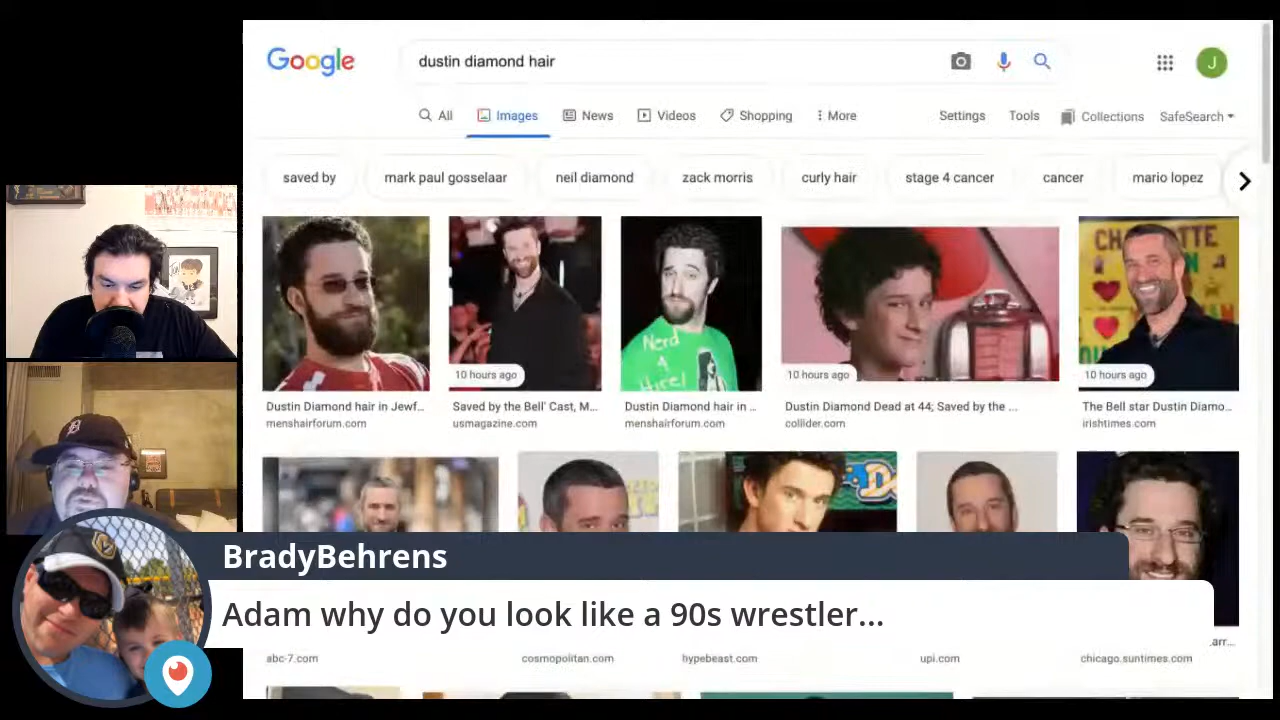 Google
dustin diamond hair
J
All
Images
News
Videos
Shopping
More
Settings
Tools
Collections
SafeSearch
saved by
mark paul gosselaar
neil diamond
zack morris
curly hair
stage 4 cancer
cancer
mario lopez
Nerd
4
Hire!
CHARLOTTE
10 hours ago
10 hours ago
10 hours ago
Dustin Diamond hair in Jewf...
menshairforum.com
Saved by the Bell' Cast, M...
usmagazine.com
Dustin Diamond hair in ...
menshairforum.com
Dustin Diamond Dead at 44; Saved by the ...
collider.com
The Bell star Dustin Diamo...
irishtimes.com
BradyBehrens
Adam why do you look like a 90s wrestler...
arr...
abc-7.com
cosmopolitan.com
hypebeast.com
upi.com
chicago.suntimes.com